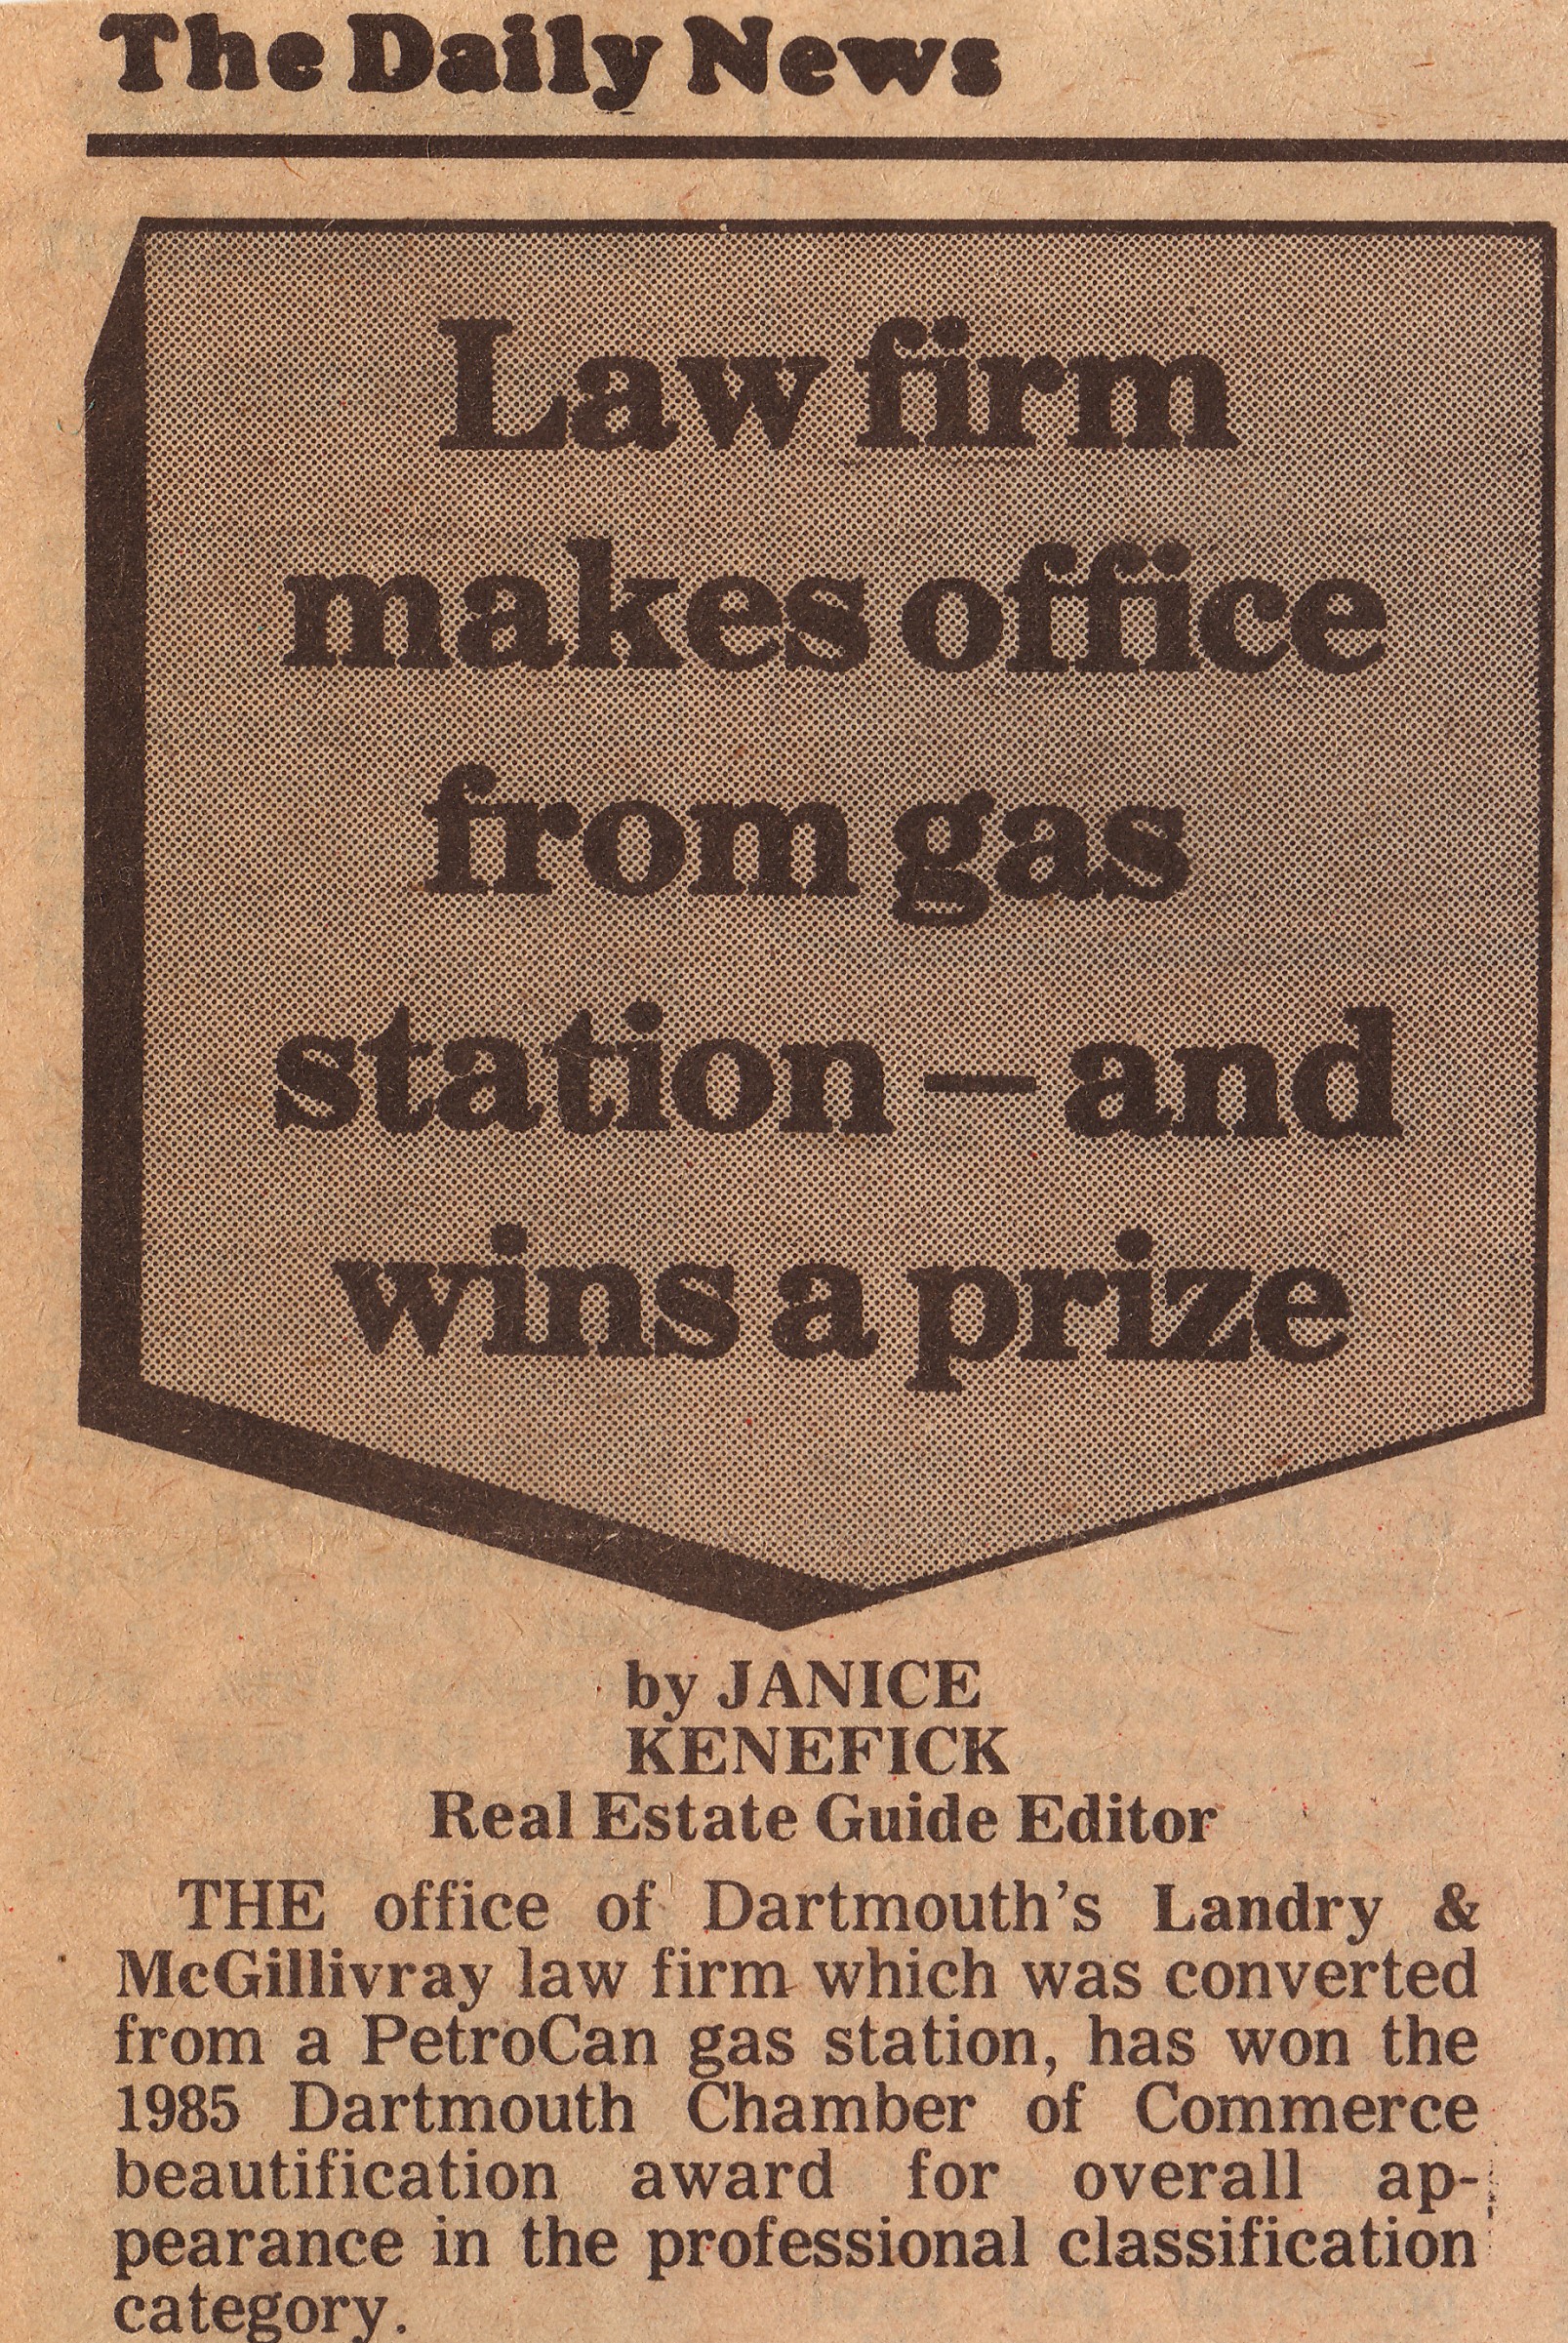 The Daily News
Law firm
makes office
from gas
station — and
wins a prize
by JANICE
KENEFICK
Real Estate Guide Editor
THE office of Dartmouth's Landry &
McGillivray law firm which was converted
from a PetroCan gas station, has won the
1985 Dartmouth Chamber of Commerce
beautification award for overall ap-
pearance in the professional classification
category.